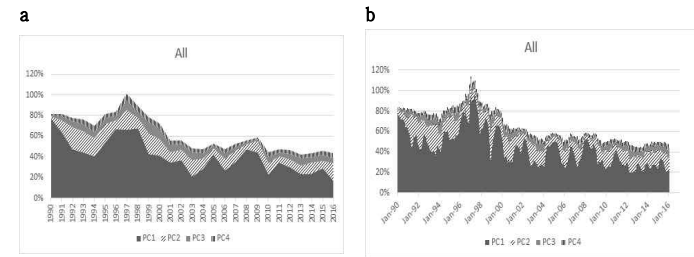 a
All
120%
100%
80%
60%
40%
20%
0%
1990 1991 1992 1993 1994 1995 1996 1997 1998 1999 2000 2001 2002 2003 2004 2005 2006 2007 2008 2009 2010 2011 2012 2013 2014 2015 2016
PC1 PC2 PC3 PC4
b
All
120%
100%
80%
60%
40%
20%
0%
Jan-90 Jan-92 Jan-94 Jan-96 Jan-98 Jan-00 Jan-02 Jan-04 Jan-06 Jan-08 Jan-10 Jan-12 Jan-14 Jan-16
PC1 PC2 PC3 PC4